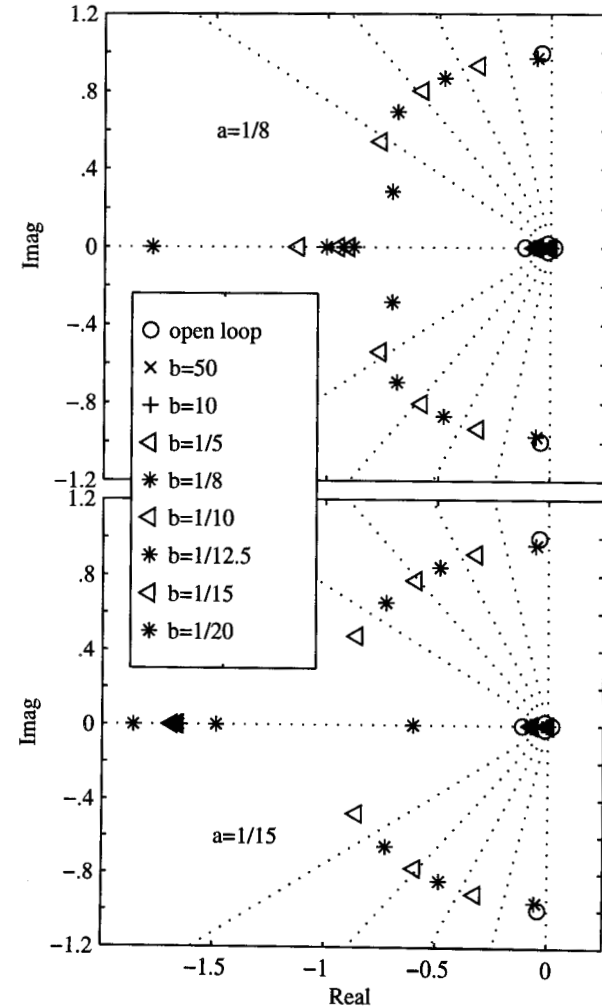 1.2
.8
a=1/8
.4
0
Imag
-.4
-.8
-1.2
open loop
b=50
b=10
b=1/5
b=1/8
b=1/10
b=1/12.5
b=1/15
b=1/20
1.2
.8
.4
0
Imag
-.4
a=1/15
-.8
-1.2
-1.5
-1
-0.5
0
Real